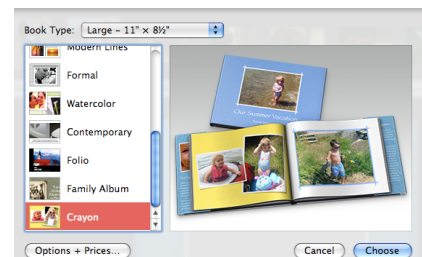 Book Type: Large – 11" × 8½"
Modern Lines
Formal
Watercolor
Contemporary
Folio
Family Album
Crayon
Our Summer Vacation
Options + Prices...
Cancel
Choose